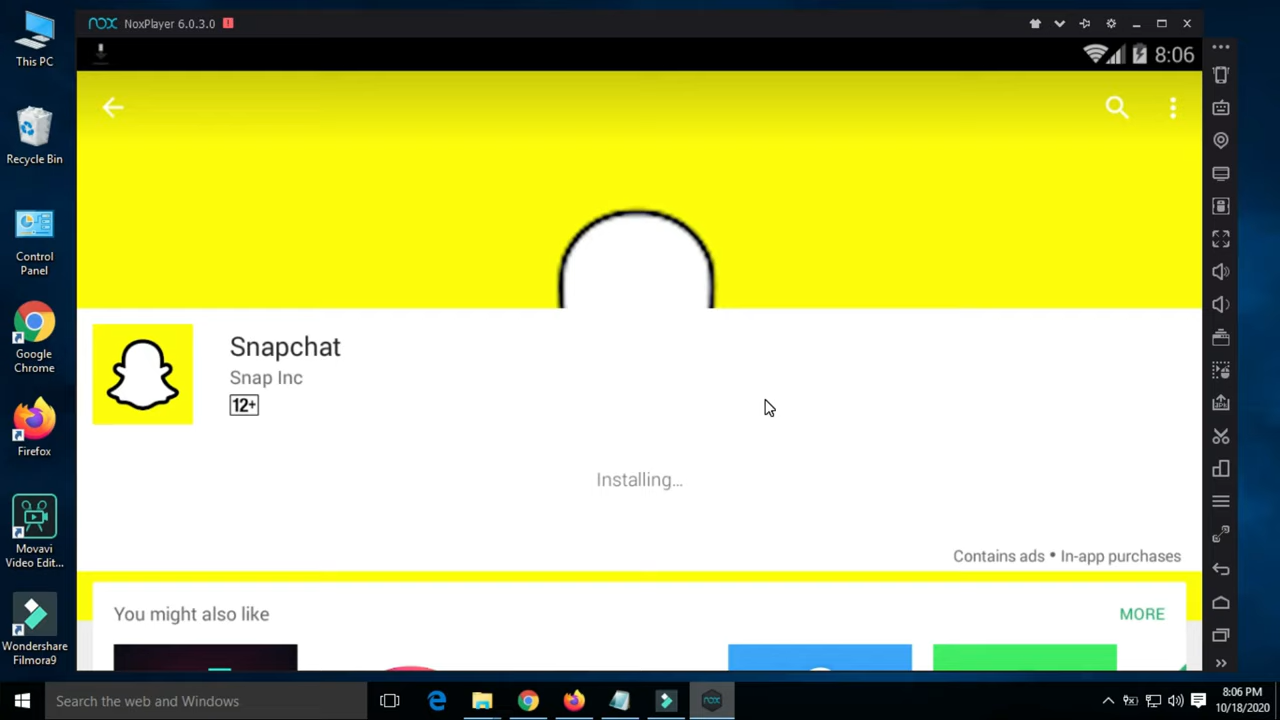 nox NoxPlayer 6.0.3.0
8:06
This PC
Recycle Bin
Control
Panel
Google
Chrome
Firefox
Movavi
Video Edit...
Wondershare
Filmora9
Snapchat
Snap Inc
12+
Installing...
Contains ads • In-app purchases
You might also like
MORE
Search the web and Windows
nox
8:06 PM
10/18/2020